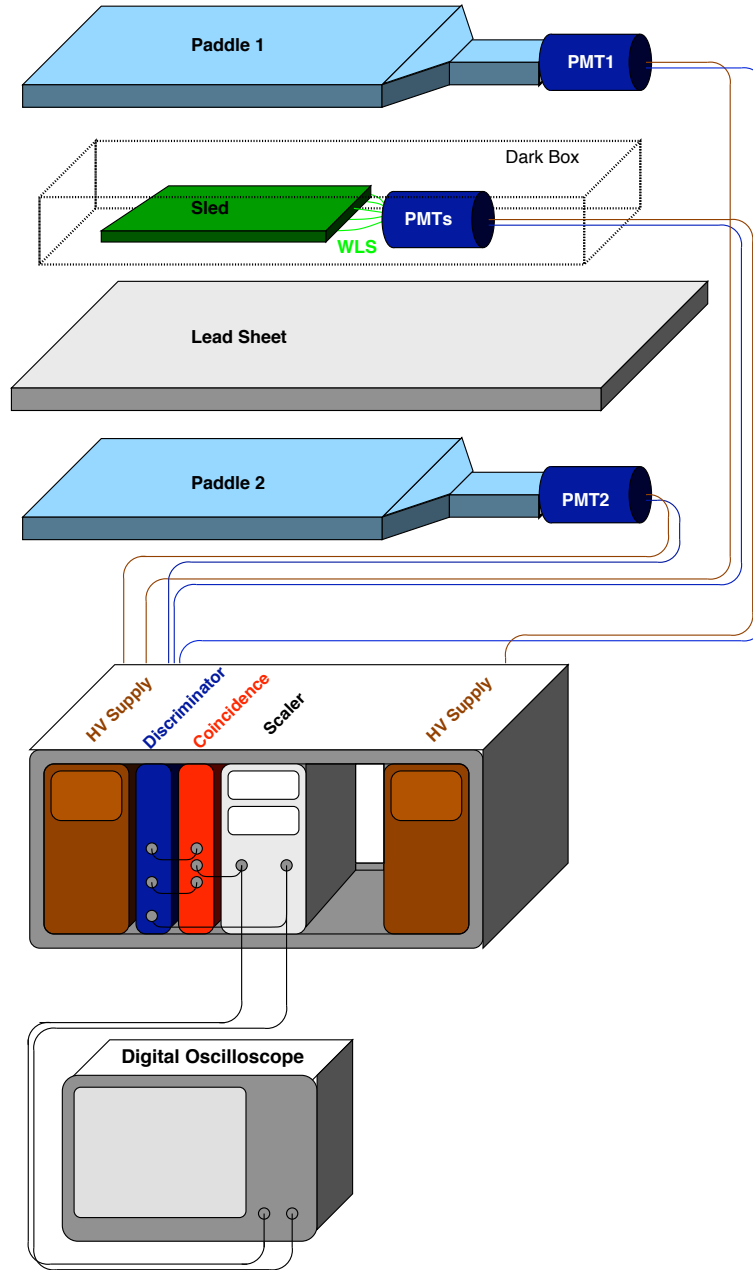 Paddle 1
PMT1
Dark Box
Sled
PMTs
WLS
Lead Sheet
Paddle 2
PMT2
HV Supply
Discriminator
Coincidence
Scaler
HV Supply
Digital Oscilloscope